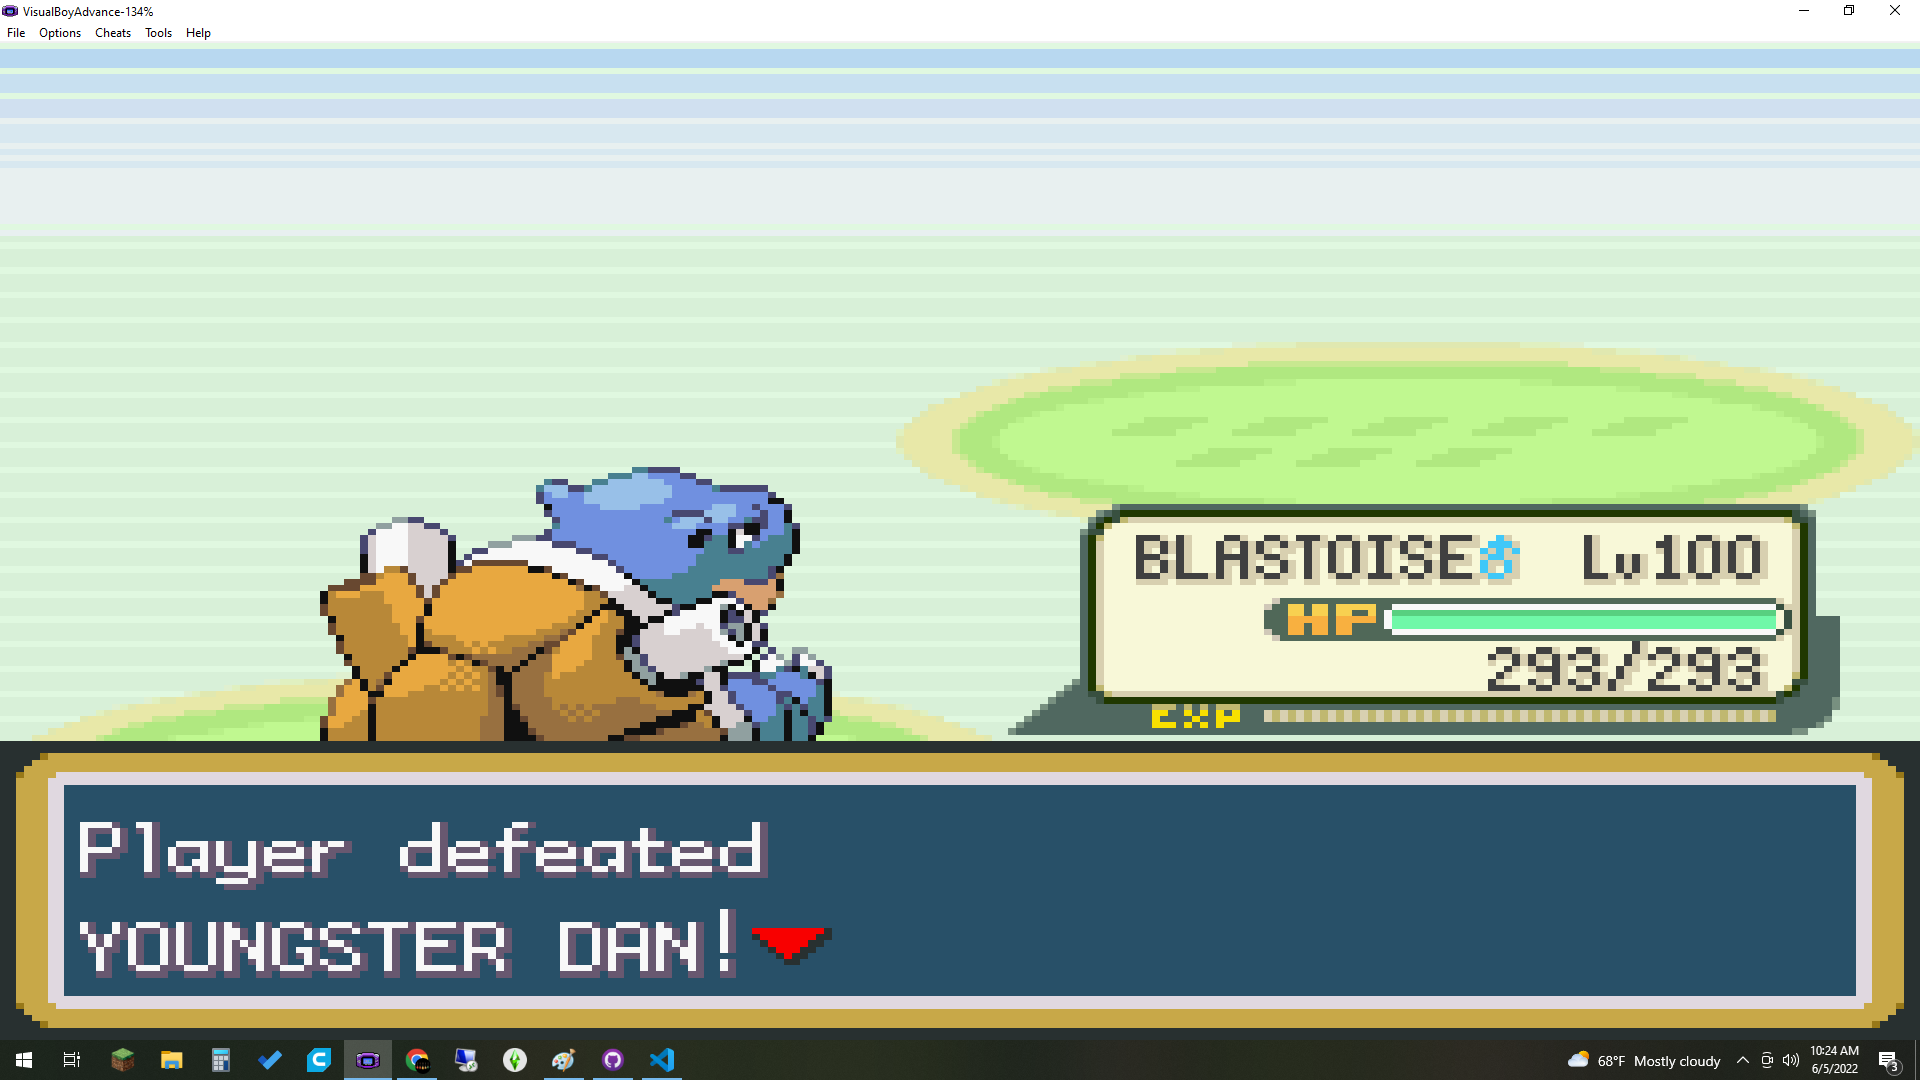 VisualBoyAdvance-134%
File Options Cheats Tools Help
BLASTOISE♂ Lv100
HP
293/293
EXP
Player defeated
YOUNGSTER DAN!
68°F Mostly cloudy
10:24 AM
6/5/2022
3